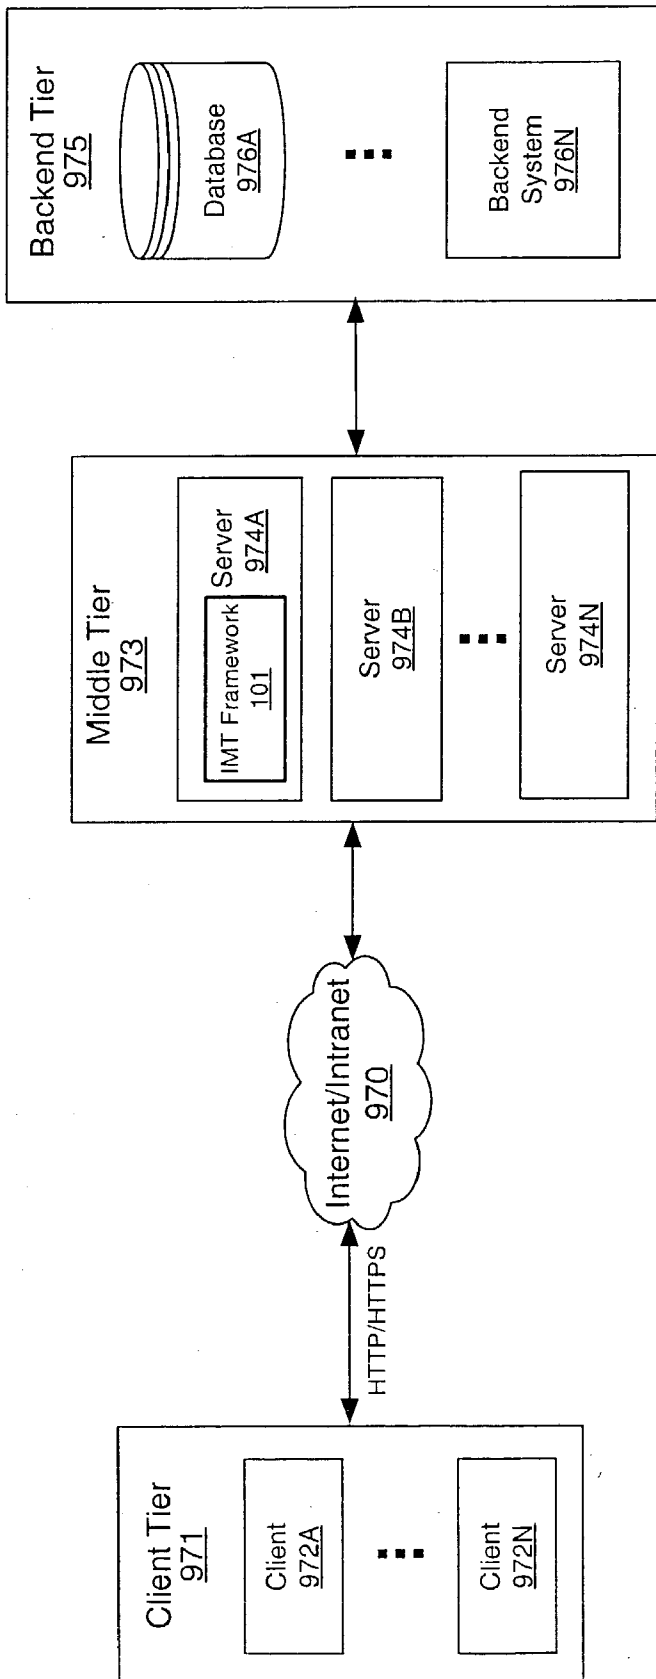 Client Tier
971
Client
972A
Client
972N
HTTP/HTTPS
Internet/Intranet
970
Middle Tier
973
IMT Framework
101
Server
974A
Server
974B
Server
974N
Backend Tier
975
Database
976A
Backend
System
976N